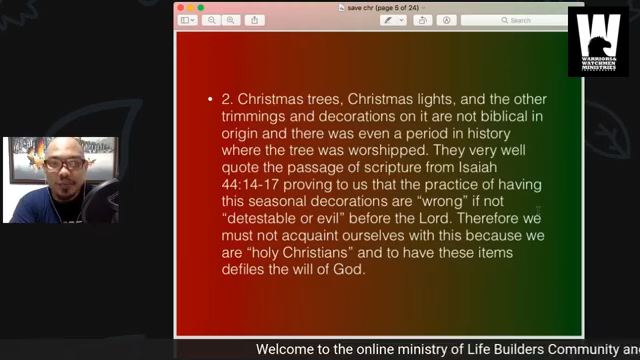 save chr (page 5 of 24)
Search
WARRIORS &
WATCHMEN
MINISTRIES
• 2. Christmas trees, Christmas lights, and the other
trimmings and decorations on it are not biblical in
origin and there was even a period in history
where the tree was worshipped. They very well
quote the passage of scripture from Isaiah
44:14-17 proving to us that the practice of having
this seasonal decorations are “wrong” if not
“detestable or evil” before the Lord. Therefore we
must not acquaint ourselves with this because we
are “holy Christians” and to have these items
defiles the will of God.
Welcome to the online ministry of Life Builders Community and